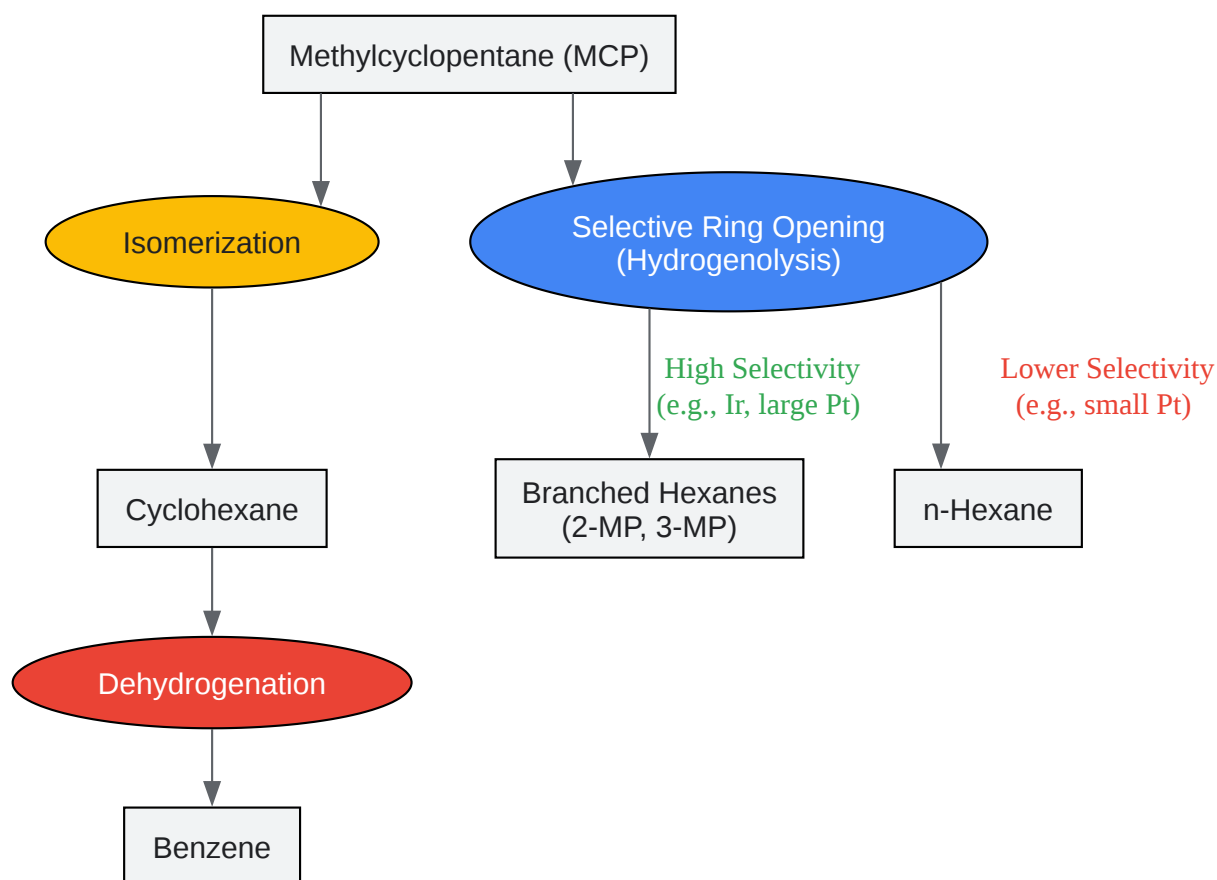 Methylcyclopentane (MCP)
Isomerization
Selective Ring Opening
(Hydrogenolysis)
High Selectivity
(e.g., Ir, large Pt)
Lower Selectivity
(e.g., small Pt)
Cyclohexane
Branched Hexanes
(2-MP, 3-MP)
n-Hexane
Dehydrogenation
Benzene